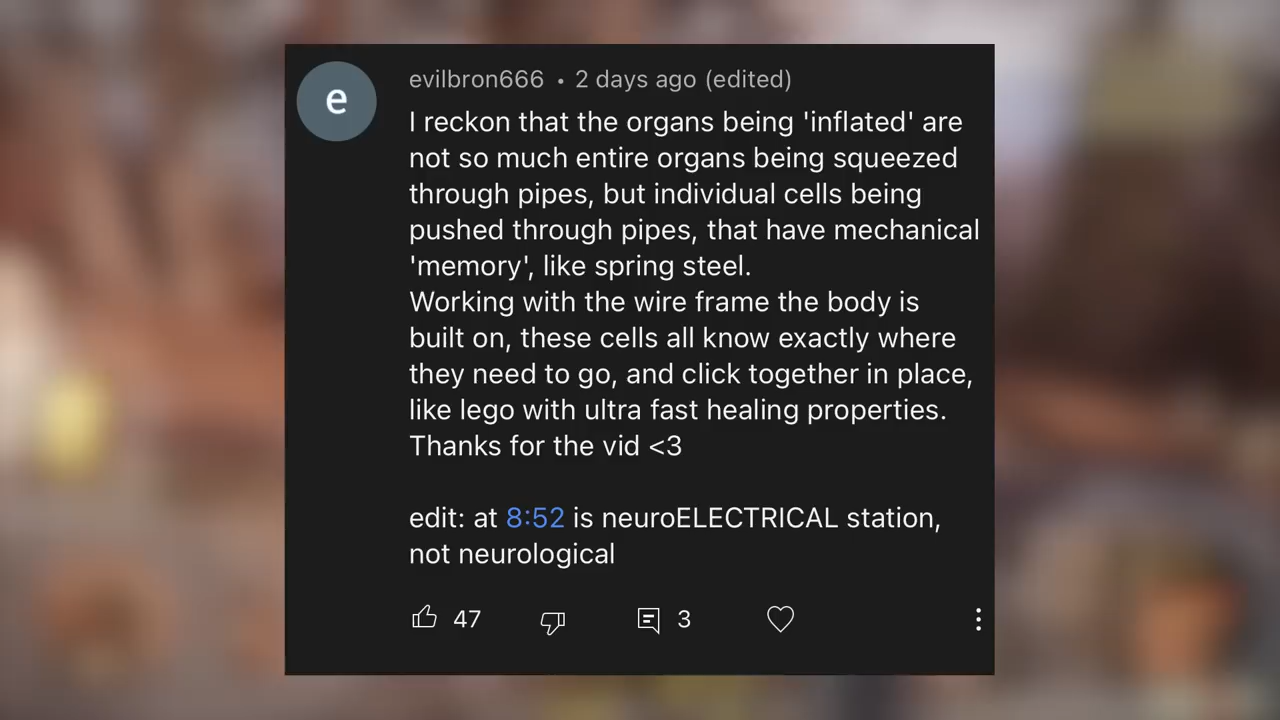 e
evilbron666 • 2 days ago (edited)
I reckon that the organs being 'inflated' are
not so much entire organs being squeezed
through pipes, but individual cells being
pushed through pipes, that have mechanical
'memory', like spring steel.
Working with the wire frame the body is
built on, these cells all know exactly where
they need to go, and click together in place,
like lego with ultra fast healing properties.
Thanks for the vid <3
edit: at 8:52 is neuroELECTRICAL station,
not neurological
47 3